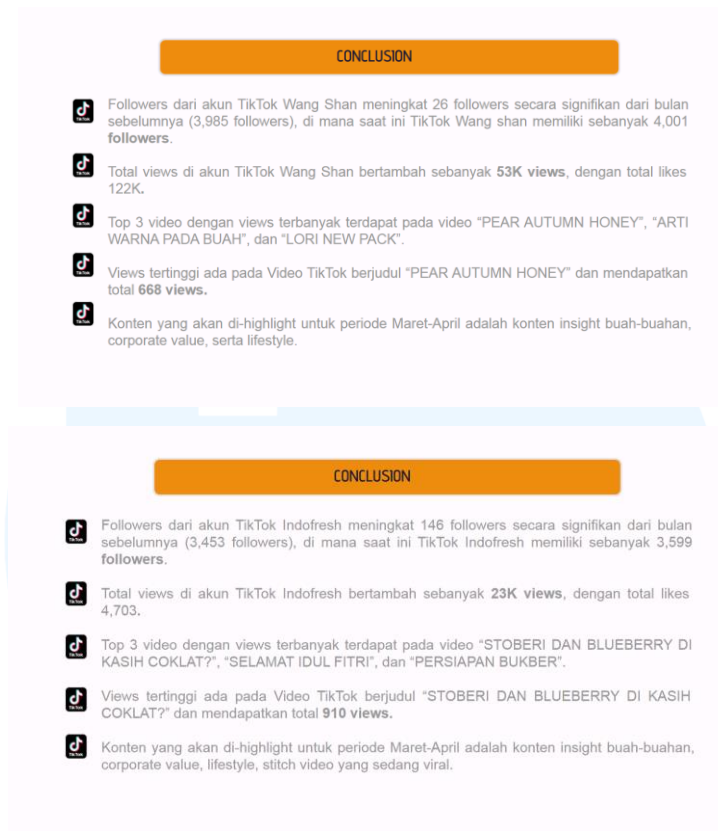 CONCLUSION
Followers dari akun TikTok Wang Shan meningkat 26 followers secara signifikan dari bulan
sebelumnya (3,985 followers), di mana saat ini TikTok Wang shan memiliki sebanyak 4,001
followers.
Total views di akun TikTok Wang Shan bertambah sebanyak 53K views, dengan total likes
122K.
Top 3 video dengan views terbanyak terdapat pada video “PEAR AUTUMN HONEY”, “ARTI
WARNA PADA BUAH”, dan “LORI NEW PACK”.
Views tertinggi ada pada Video TikTok berjudul “PEAR AUTUMN HONEY” dan mendapatkan
total 668 views.
Konten yang akan di-highlight untuk periode Maret-April adalah konten insight buah-buahan,
corporate value, serta lifestyle.
CONCLUSION
Followers dari akun TikTok Indofresh meningkat 146 followers secara signifikan dari bulan
sebelumnya (3,453 followers), di mana saat ini TikTok Indofresh memiliki sebanyak 3,599
followers.
Total views di akun TikTok Indofresh bertambah sebanyak 23K views, dengan total likes
4,703.
Top 3 video dengan views terbanyak terdapat pada video “STOBERI DAN BLUEBERRY DI
KASIH COKLAT?”, “SELAMAT IDUL FITRI”, dan “PERSIAPAN BUKBER”.
Views tertinggi ada pada Video TikTok berjudul “STOBERI DAN BLUEBERRY DI KASIH
COKLAT?” dan mendapatkan total 910 views.
Konten yang akan di-highlight untuk periode Maret-April adalah konten insight buah-buahan,
corporate value, lifestyle, stitch video yang sedang viral.